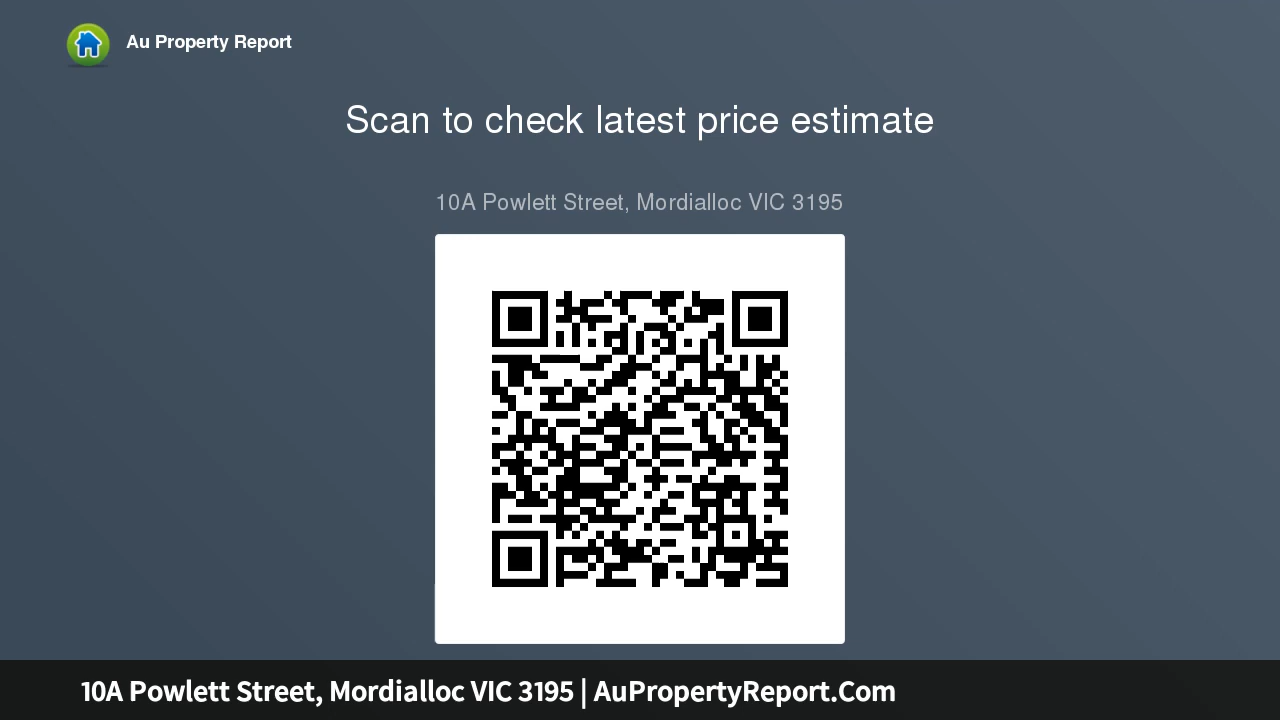 Au Property Report
Scan to check latest price estimate
10A Powlett Street, Mordialloc VIC 3195
10A Powlett Street, Mordialloc VIC 3195 | AuPropertyReport.Com